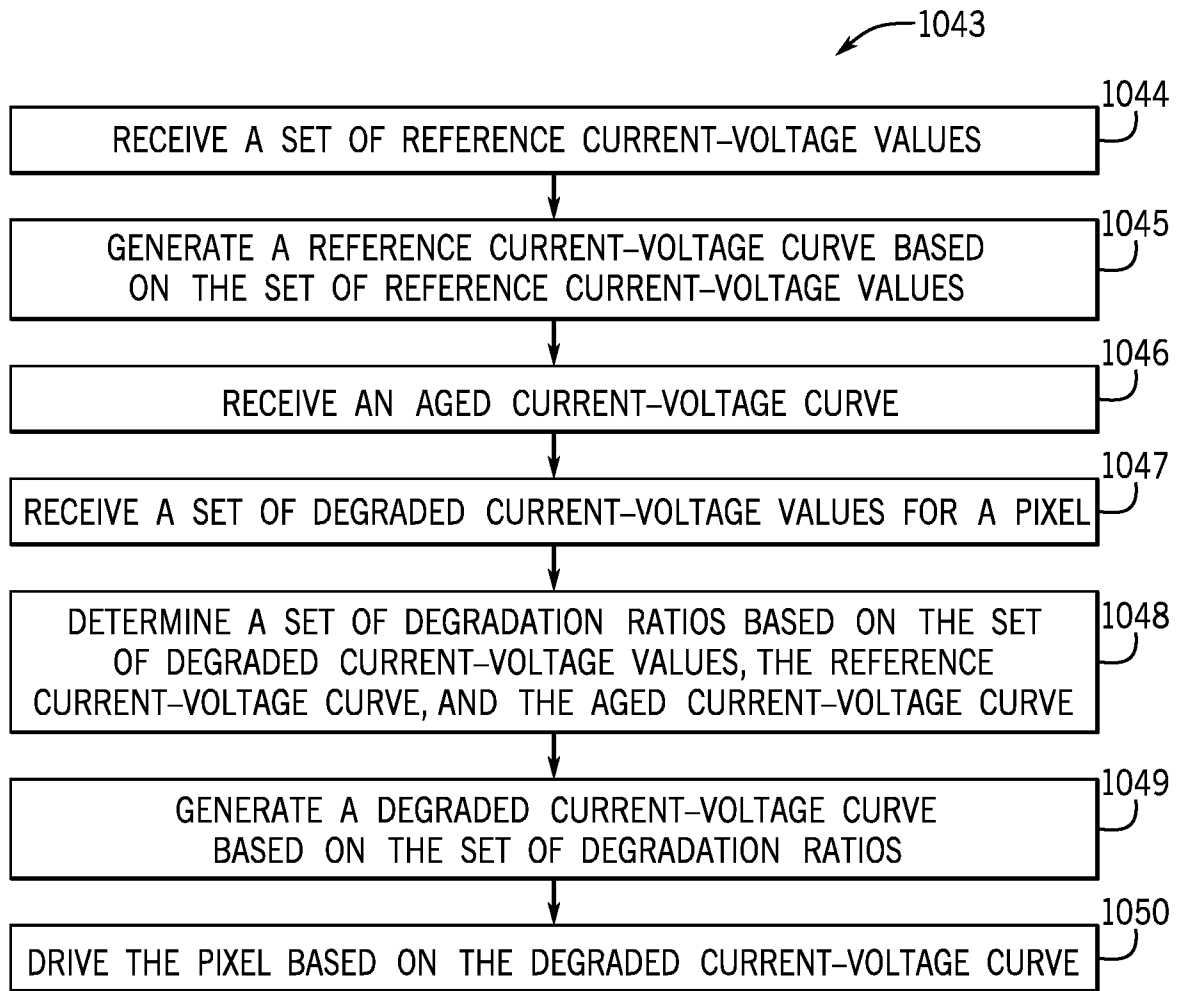 1043
1044
RECEIVE A SET OF REFERENCE CURRENT–VOLTAGE VALUES
1045
GENERATE A REFERENCE CURRENT–VOLTAGE CURVE BASED
ON THE SET OF REFERENCE CURRENT–VOLTAGE VALUES
1046
RECEIVE AN AGED CURRENT–VOLTAGE CURVE
1047
RECEIVE A SET OF DEGRADED CURRENT–VOLTAGE VALUES FOR A PIXEL
1048
DETERMINE A SET OF DEGRADATION RATIOS BASED ON THE SET
OF DEGRADED CURRENT–VOLTAGE VALUES, THE REFERENCE
CURRENT–VOLTAGE CURVE, AND THE AGED CURRENT–VOLTAGE CURVE
1049
GENERATE A DEGRADED CURRENT–VOLTAGE CURVE
BASED ON THE SET OF DEGRADATION RATIOS
1050
DRIVE THE PIXEL BASED ON THE DEGRADED CURRENT–VOLTAGE CURVE